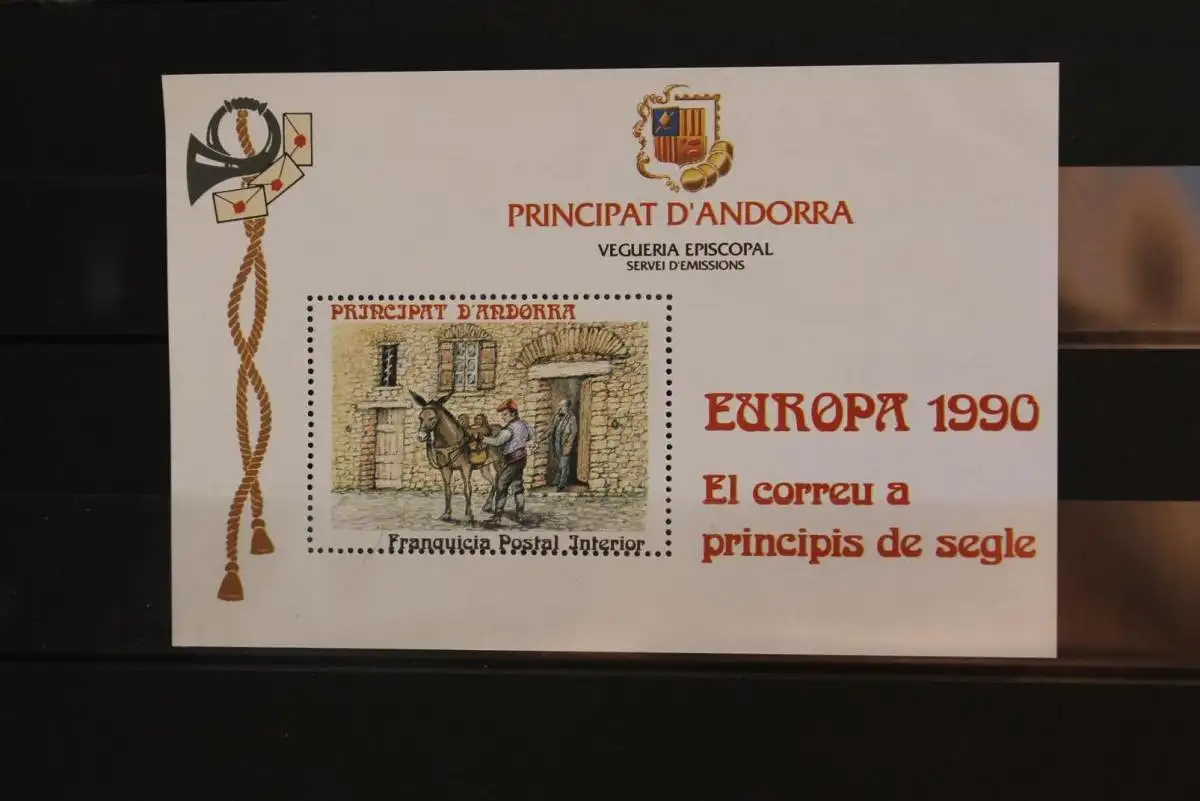 PRINCIPAT D'ANDORRA
VEGUERIA EPISCOPAL
SERVEI D'EMISSIONS
PRINCIPAT D'ANDORRA
Franquicia Postal Interior
EUROPA 1990
El correu a
principis de segle